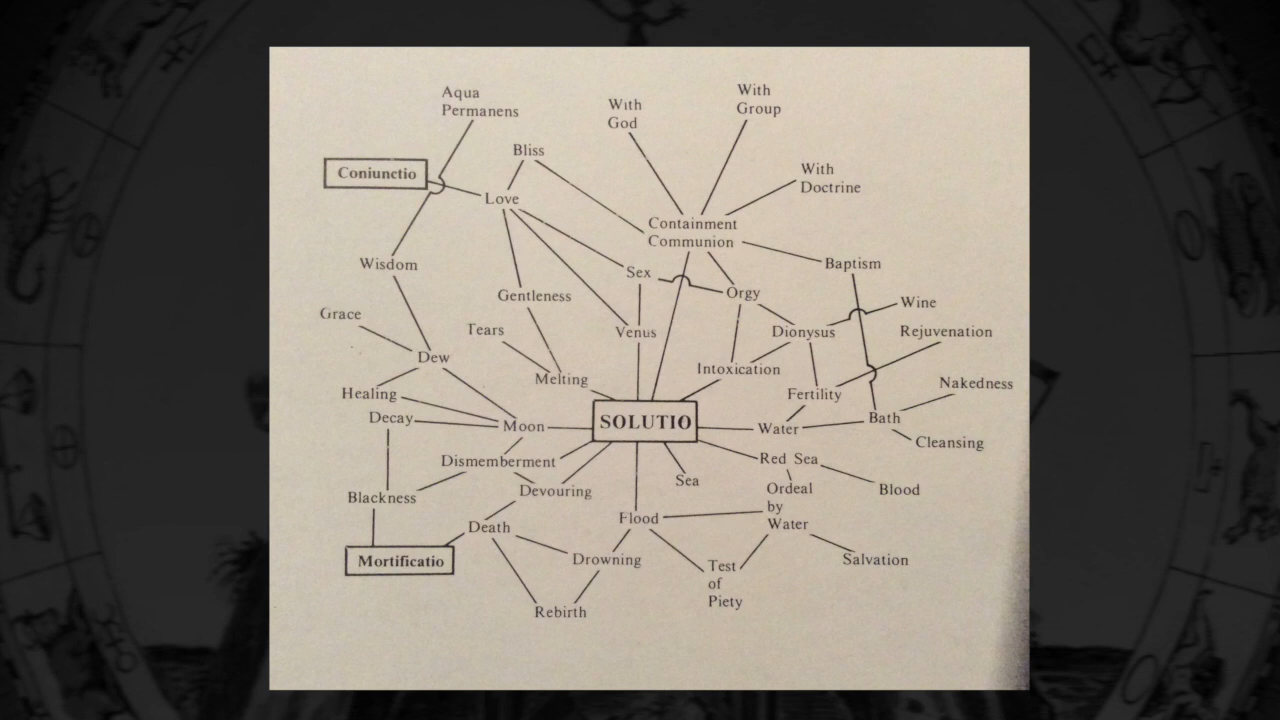 Aqua
Permanens
With
God
With
Group
Bliss
Coniunctio
Love
With
Doctrine
Containment
Communion
Wisdom
Sex
Baptism
Gentleness
Orgy
Wine
Grace
Tears
Venus
Dionysus
Rejuvenation
Dew
Melting
Intoxication
Healing
Fertility
Nakedness
Decay
Moon
SOLUTIO
Water
Bath
Cleansing
Dismemberment
Red Sea
Sea
Blackness
Devouring
Ordeal
by
Water
Blood
Death
Flood
Mortificatio
Drowning
Test
of
Piety
Salvation
Rebirth